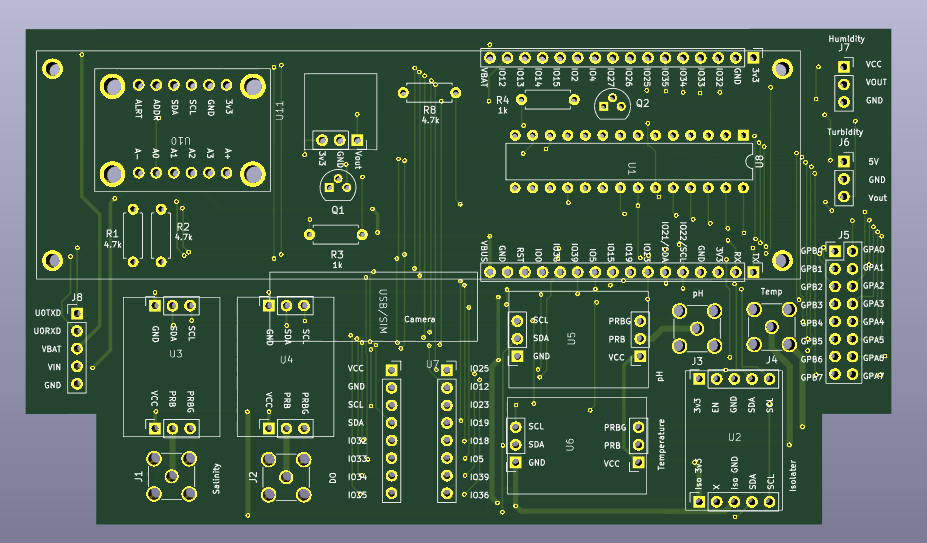 Humidity
J7
VCC
VOUT
GND
Turbidity
J6
5V
GND
Vout
VBAT
IO12
IO13
IO14
IO15
IO2
IO4
IO27
IO26
IO25
IO35
IO34
IO33
IO32
GND
3v3
ALRT
ADDR
SDA
SCL
GND
3v3
U11
U10
A-
A0
A1
A2
A3
A+
R8
4.7k
R4
1k
Q2
3v3
GND
Vout
Q1
U1
U8
R1
4.7k
R2
4.7k
R3
1k
VBUS
GND
RST
IO0
IO39
IO5
IO15
IO19
IO21/SDA
IO22/SCL
GND
3V3
RX
TX
J5
GPB0
GPB1
GPB2
GPB3
GPB4
GPB5
GPB6
GPB7
GPA0
GPA1
GPA2
GPA3
GPA4
GPA5
GPA6
GPA7
J8
U0TXD
U0RXD
VBAT
VIN
GND
GND
SDA
SCL
U3
VCC
PRB
PRBG
J1
Salinity
GND
SDA
SCL
U4
VCC
PRB
PRBG
J2
DO
USB/SIM
Camera
U7
VCC
GND
SCL
SDA
IO32
IO33
IO34
IO35
IO25
IO12
IO23
IO19
IO18
IO5
IO39
IO36
SCL
SDA
GND
U5
PRBG
PRB
VCC
pH
SCL
SDA
GND
U6
PRBG
PRB
VCC
Temperature
pH
J3
Temp
J4
3v3
EN
GND
SDA
SCL
U2
Iso 3v3
X
Iso GND
SDA
SCL
Isolater